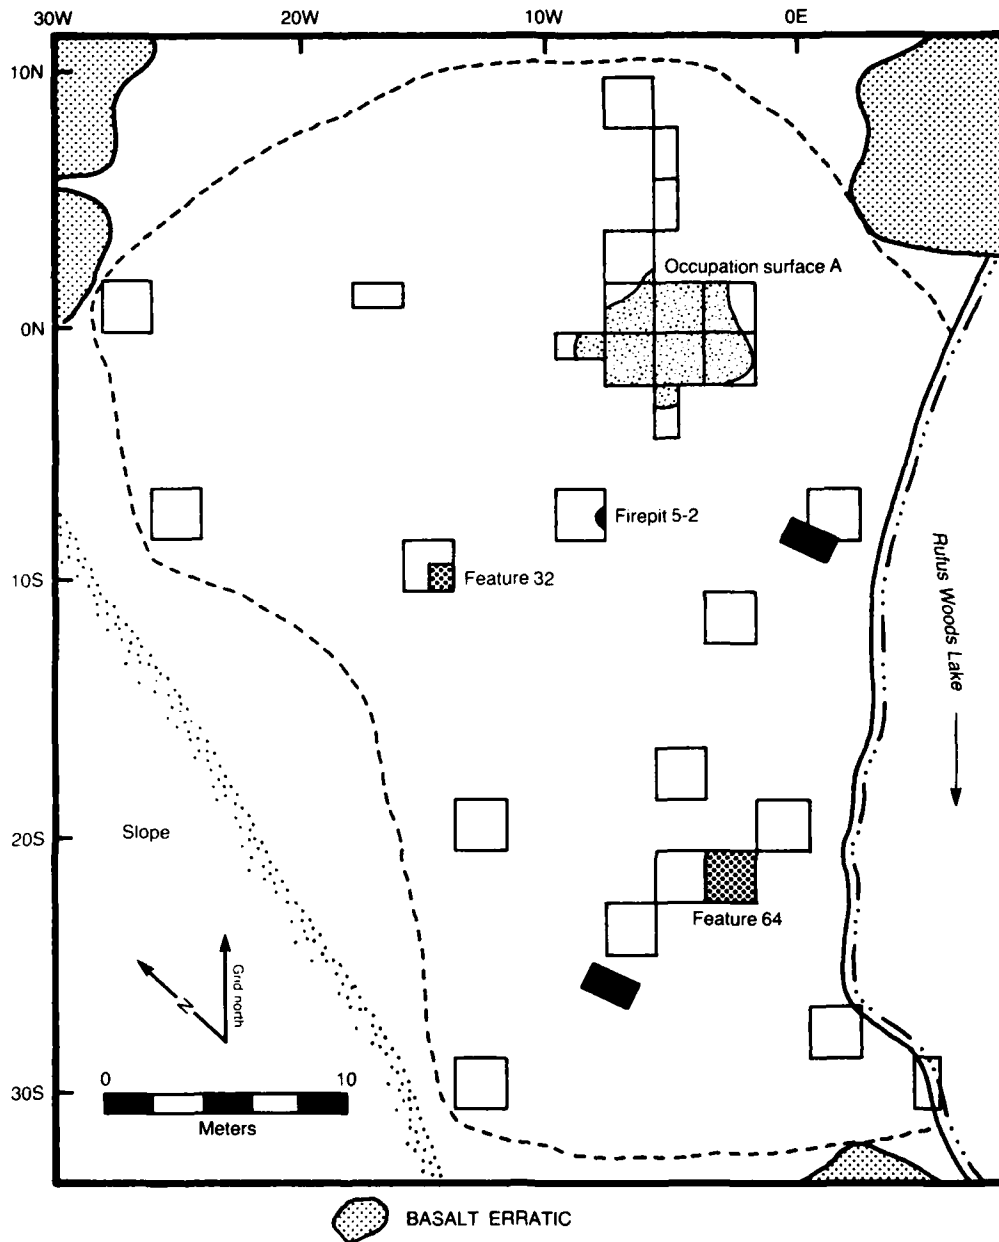 30W 20W 10W 0E
10N
Occupation surface A
0N
Firepit 5-2
Feature 32
10S
Rufus Woods Lake
20S
Slope
Feature 64
N
Grid north
0 10
30S
Meters
BASALT ERRATIC